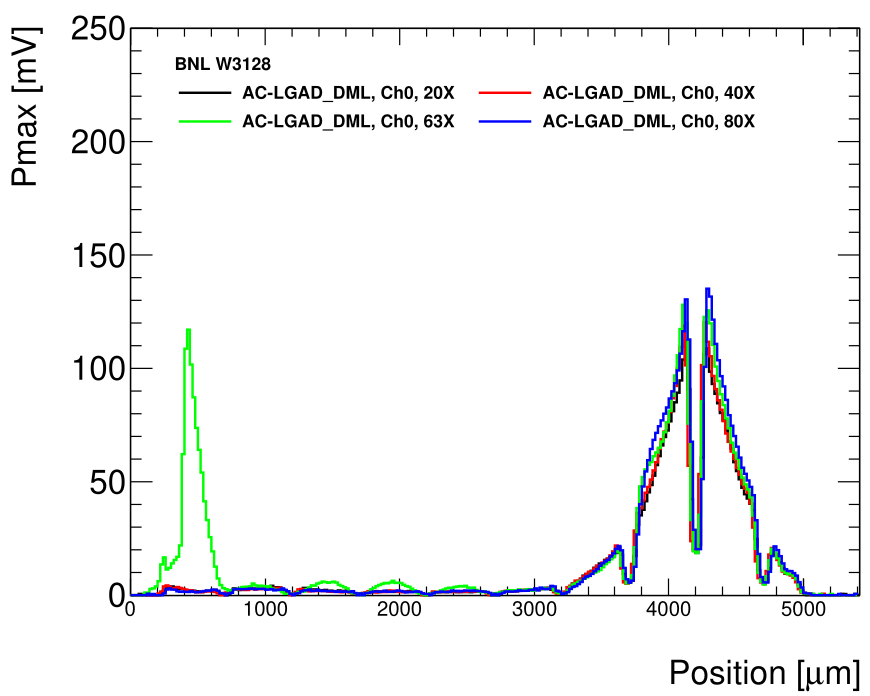 Pmax [mV]
250
200
150
100
50
0
BNL W3128
AC-LGAD_DML, Ch0, 20X
AC-LGAD_DML, Ch0, 40X
AC-LGAD_DML, Ch0, 63X
AC-LGAD_DML, Ch0, 80X
0 1000 2000 3000 4000 5000
Position [μm]